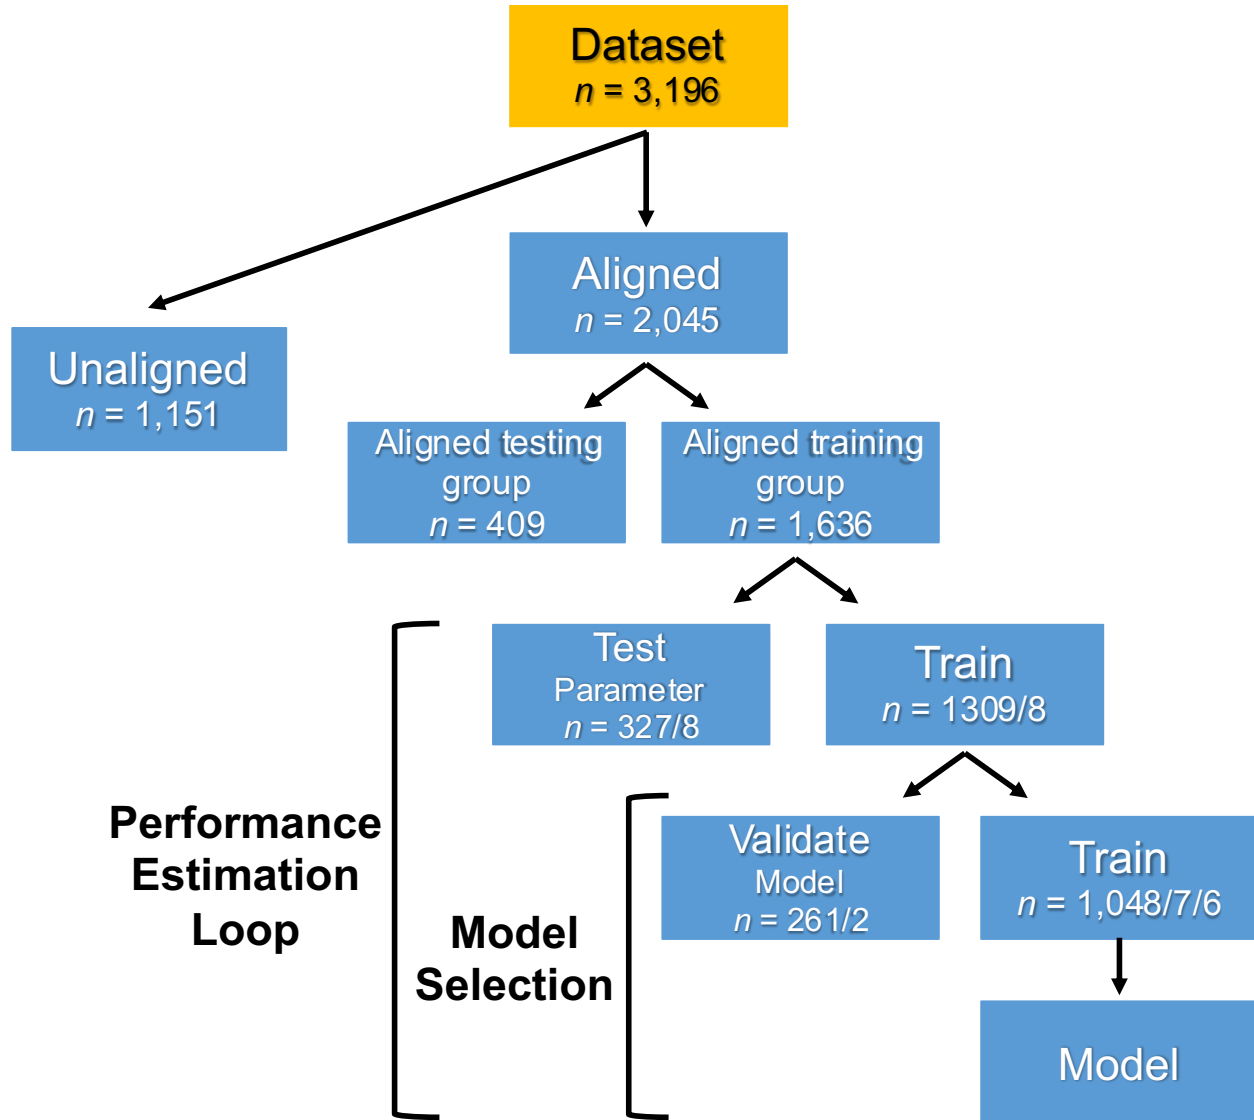 Dataset
n = 3,196
Aligned
n = 2,045
Unaligned
n = 1,151
Aligned testing
group
n = 409
Aligned training
group
n = 1,636
Test
Parameter
n = 327/8
Train
n = 1309/8
Performance
Estimation
Loop
Model
Selection
Validate
Model
n = 261/2
Train
n = 1,048/7/6
Model